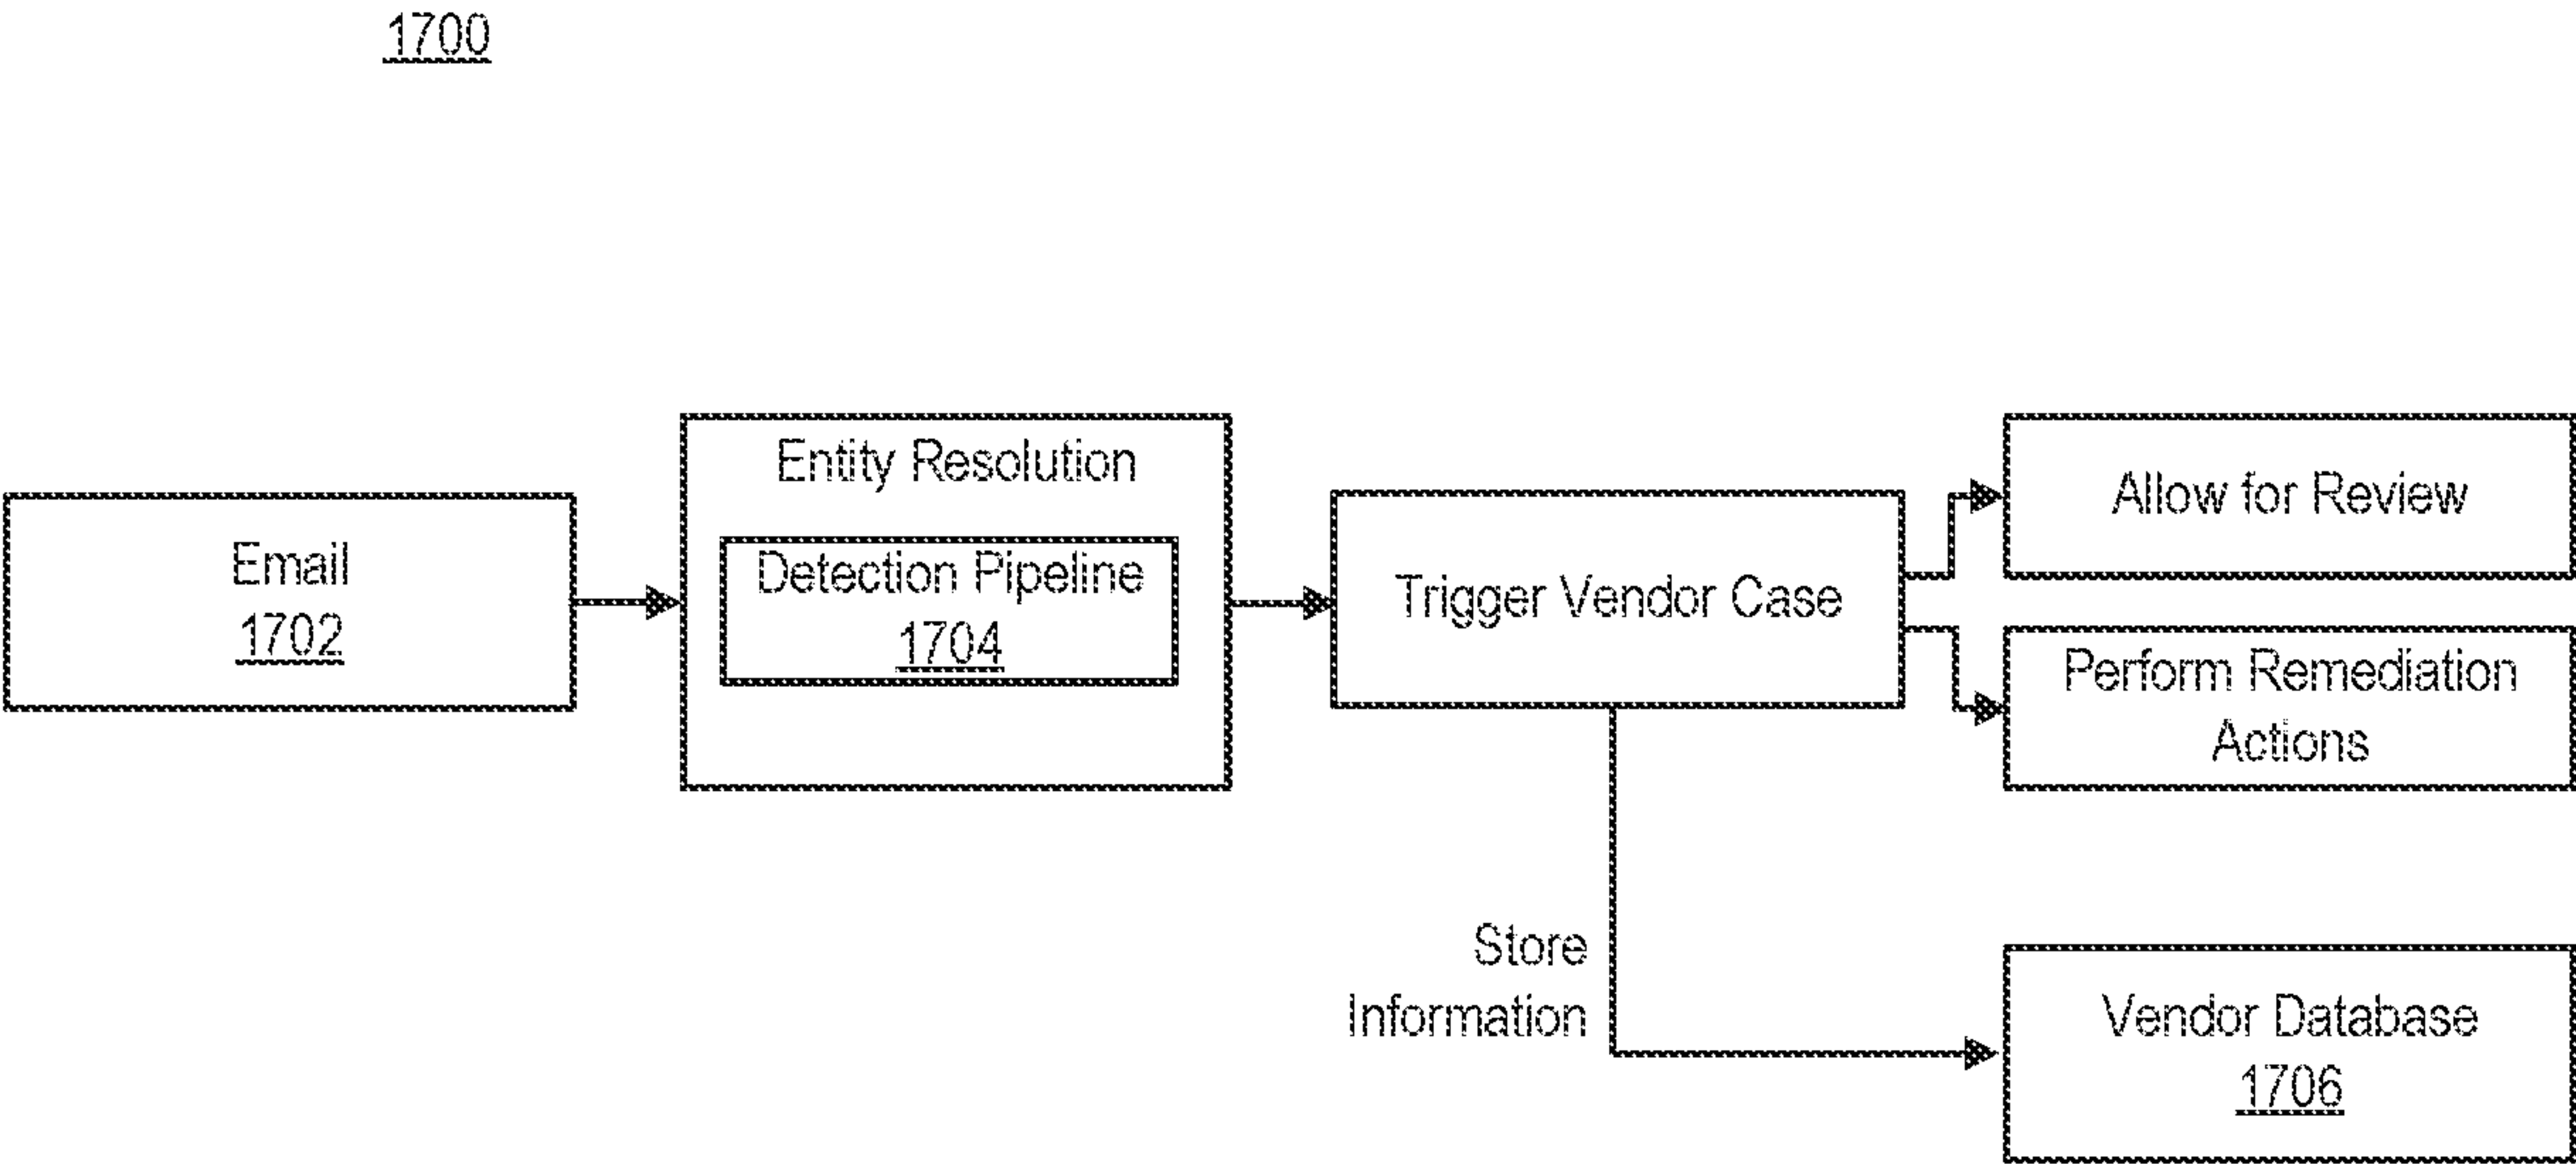 1700
Email
1702
Entity Resolution
Detection Pipeline
1704
Trigger Vendor Case
Allow for Review
Perform Remediation
Actions
Store
Information
Vendor Database
1706